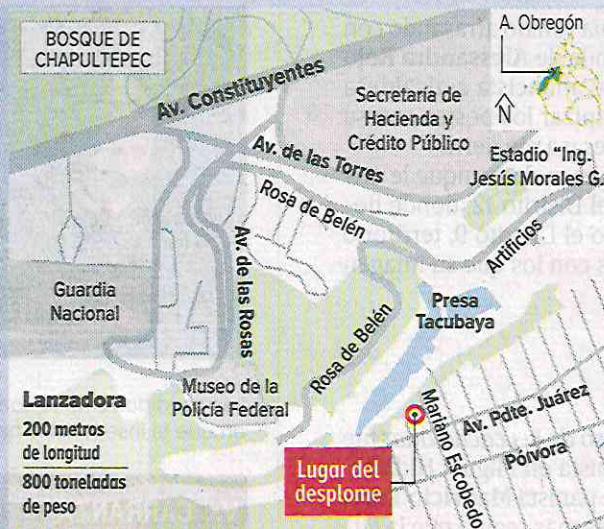 BOSQUE DE
CHAPULTEPEC
A. Obregón
Av. Constituyentes
Secretaría de
Hacienda y
Crédito Público
N
Av. de las Torres
Estadio "Ing.
Jesús Morales G.
Rosa de Belén
Artificios
Av. de las Rosas
Guardia
Nacional
Presa
Tacubaya
Rosa de Belén
Museo de la
Policía Federal
Mariano Escobedo
Av. Pdte. Juárez
Pólvora
Lanzadora
200 metros
de longitud
800 toneladas
de peso
Lugar del
desplome